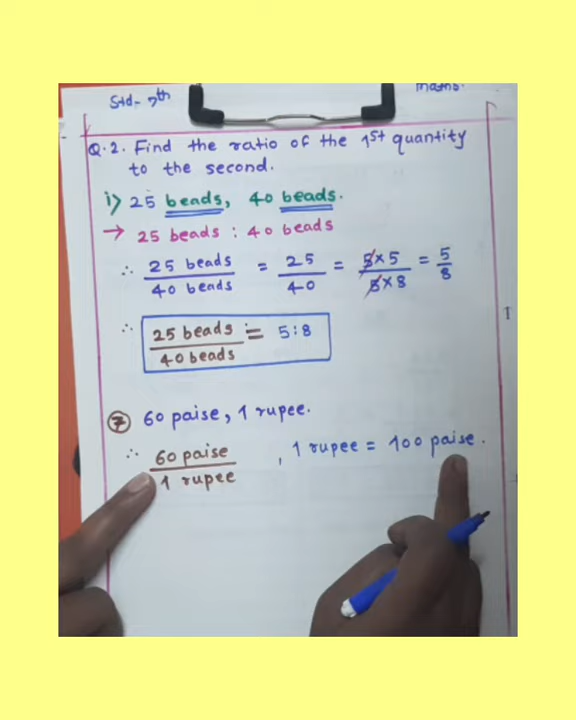 Std- 5th
Maths.
Q.2. Find the ratio of the 1st quantity
to the second.
i) 25 beads, 40 beads.
→ 25 beads : 40 beads
∴ 25 beads / 40 beads = 25 / 40 = 5×5 / 5×8 = 5 / 8
∴ 25 beads / 40 beads = 5:8
7 60 paise, 1 rupee.
∴ 60 paise / 1 rupee , 1 rupee = 100 paise.